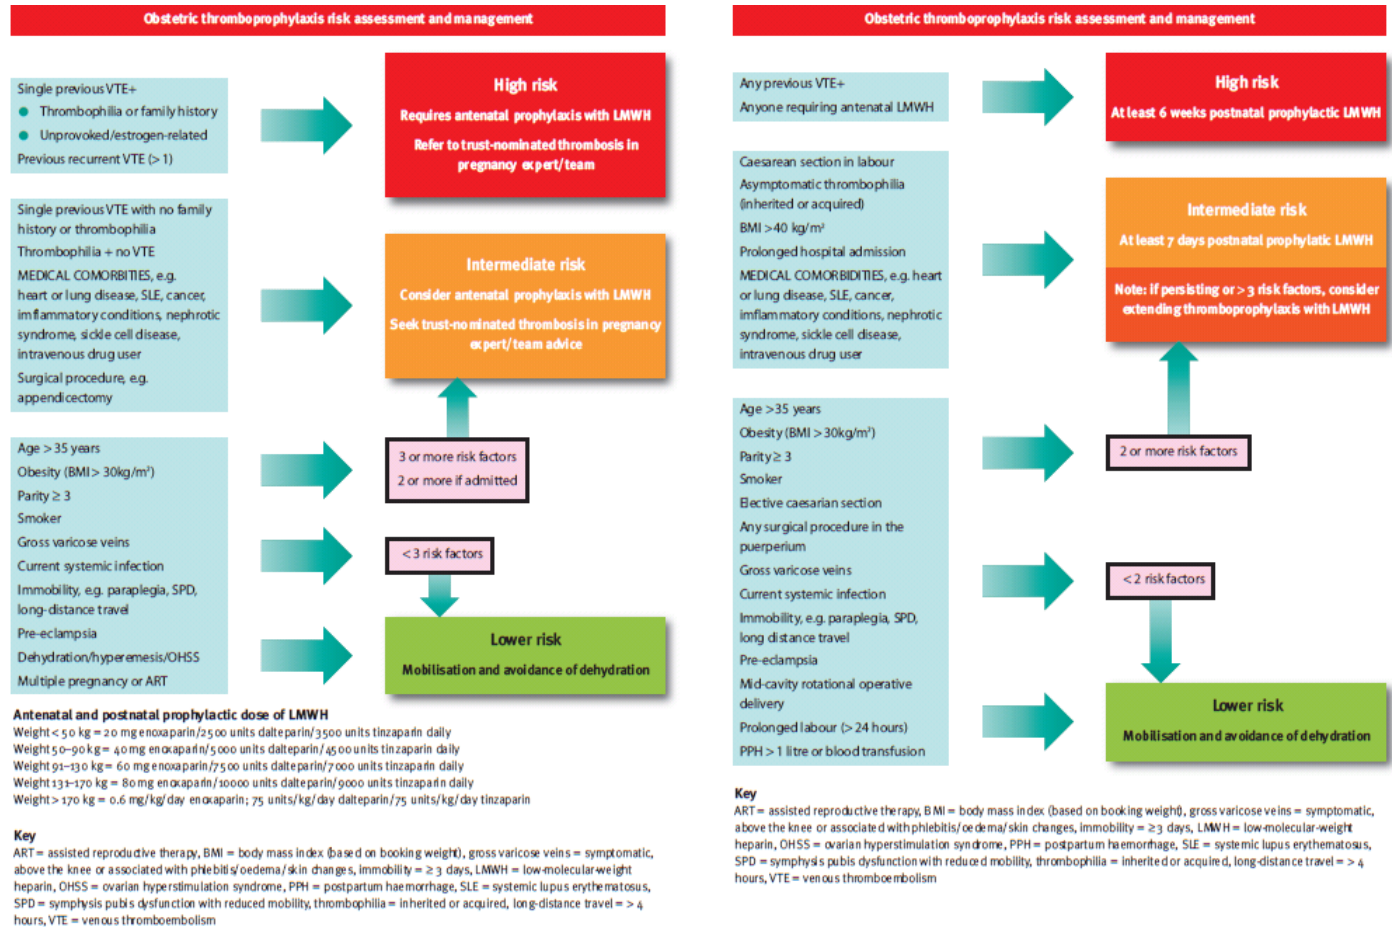 Obstetric thromboprophylaxis risk assessment and management
Single previous VTE+
● Thrombophilia or family history
● Unprovoked/estrogen-related
Previous recurrent VTE (>1)
High risk
Requires antenatal prophylaxis with LMWH
Refer to trust-nominated thrombosis in
pregnancy expert/team
Single previous VTE with no family
history or thrombophilia
Thrombophilia + no VTE
MEDICAL COMORBITIES, e.g.
heart or lung disease, SLE, cancer,
imflammatory conditions, nephrotic
syndrome, sickle cell disease,
intravenous drug user
Surgical procedure, e.g.
appendicectomy
Intermediate risk
Consider antenatal prophylaxis with LMWH
Seek trust-nominated thrombosis in pregnancy
expert/team advice
Age >35 years
Obesity (BMI > 30kg/m²)
Parity ≥ 3
Smoker
Gross varicose veins
Current systemic infection
Immobility, e.g. paraplegia, SPD,
long-distance travel
Pre-eclampsia
Dehydration/hyperemesis/OHSS
Multiple pregnancy or ART
3 or more risk factors
2 or more if admitted
<3 risk factors
Lower risk
Mobilisation and avoidance of dehydration
Antenatal and postnatal prophylactic dose of LMWH
Weight < 50 kg = 20 mg enoxaparin/2500 units dalteparin/3500 units tinzaparin daily
Weight 50–90 kg = 40 mg enoxaparin/5000 units dalteparin/4500 units tinzaparin daily
Weight 91–130 kg = 60 mg enoxaparin/7500 units dalteparin/7000 units tinzaparin daily
Weight 131–170 kg = 80 mg enoxaparin/10000 units dalteparin/9000 units tinzaparin daily
Weight > 170 kg = 0.6 mg/kg/day enoxaparin; 75 units/kg/day dalteparin/75 units/kg/day tinzaparin
Key
ART = assisted reproductive therapy, BMI = body mass index (based on booking weight), gross varicose veins = symptomatic,
above the knee or associated with phlebitis/oedema/skin changes, immobility = ≥ 3 days, LMWH = low-molecular-weight
heparin, OHSS = ovarian hyperstimulation syndrome, PPH = postpartum haemorrhage, SLE = systemic lupus erythematosus,
SPD = symphysis pubis dysfunction with reduced mobility, thrombophilia = inherited or acquired, long-distance travel = > 4
hours, VTE = venous thromboembolism
Obstetric thromboprophylaxis risk assessment and management
Any previous VTE+
Anyone requiring antenatal LMWH
High risk
At least 6 weeks postnatal prophylactic LMWH
Caesarean section in labour
Asymptomatic thrombophilia
(inherited or acquired)
BMI >40 kg/m²
Prolonged hospital admission
MEDICAL COMORBIDITIES, e.g. heart
or lung disease, SLE, cancer,
imflammatory conditions, nephrotic
syndrome, sickle cell disease,
intravenous drug user
Intermediate risk
At least 7 days postnatal prophylatic LMWH
Note: if persisting or > 3 risk factors, consider
extending thromboprophylaxis with LMWH
Age >35 years
Obesity (BMI > 30kg/m²)
Parity ≥ 3
Smoker
Elective caesarian section
Any surgical procedure in the
puerperium
Gross varicose veins
Current systemic infection
Immobility, e.g. paraplegia, SPD,
long distance travel
Pre-eclampsia
Mid-cavity rotational operative
delivery
Prolonged labour (>24 hours)
PPH > 1 litre or blood transfusion
2 or more risk factors
<2 risk factors
Lower risk
Mobilisation and avoidance of dehydration
Key
ART = assisted reproductive therapy, BMI = body mass index (based on booking weight), gross varicose veins = symptomatic,
above the knee or associated with phlebitis/oedema/skin changes, immobility = ≥3 days, LMWH = low-molecular-weight
heparin, OHSS = ovarian hyperstimulation syndrome, PPH = postpartum haemorrhage, SLE = systemic lupus erythematosus,
SPD = symphysis pubis dysfunction with reduced mobility, thrombophilia = inherited or acquired, long-distance travel = > 4
hours, VTE = venous thromboembolism